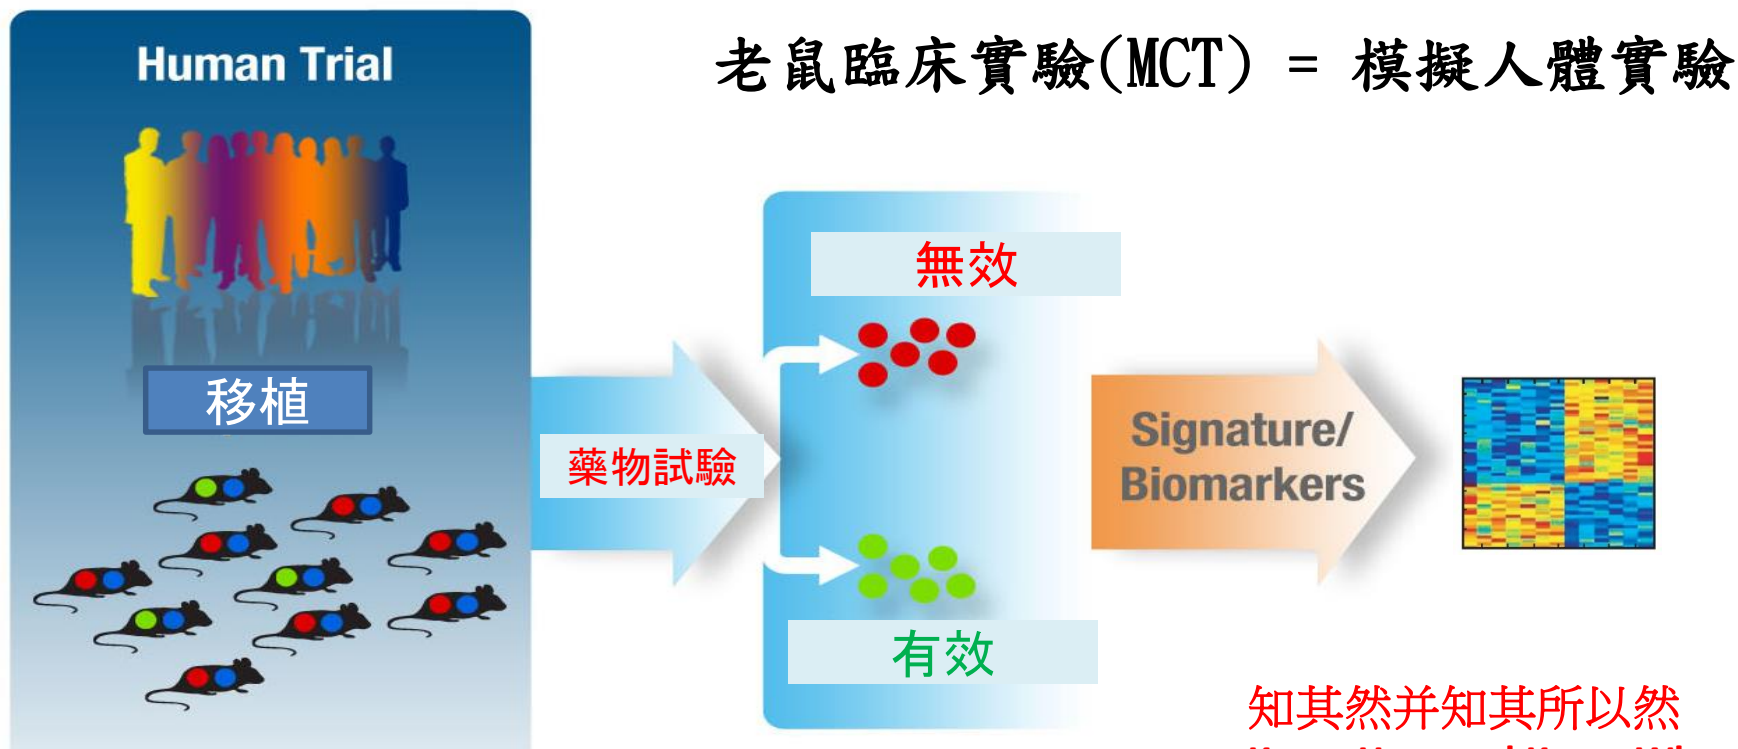 老鼠臨床實驗(MCT) = 模擬人體實驗
Human Trial
移植
藥物試驗
無效
有效
Signature/
Biomarkers
知其然并知其所以然